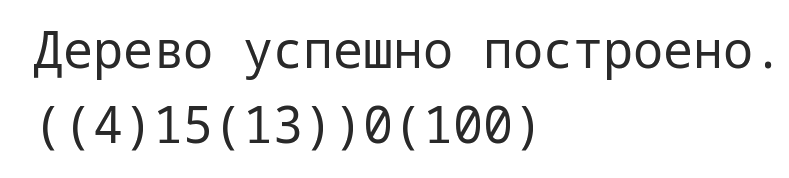 Дерево успешно построено.
((4)15(13))0(100)